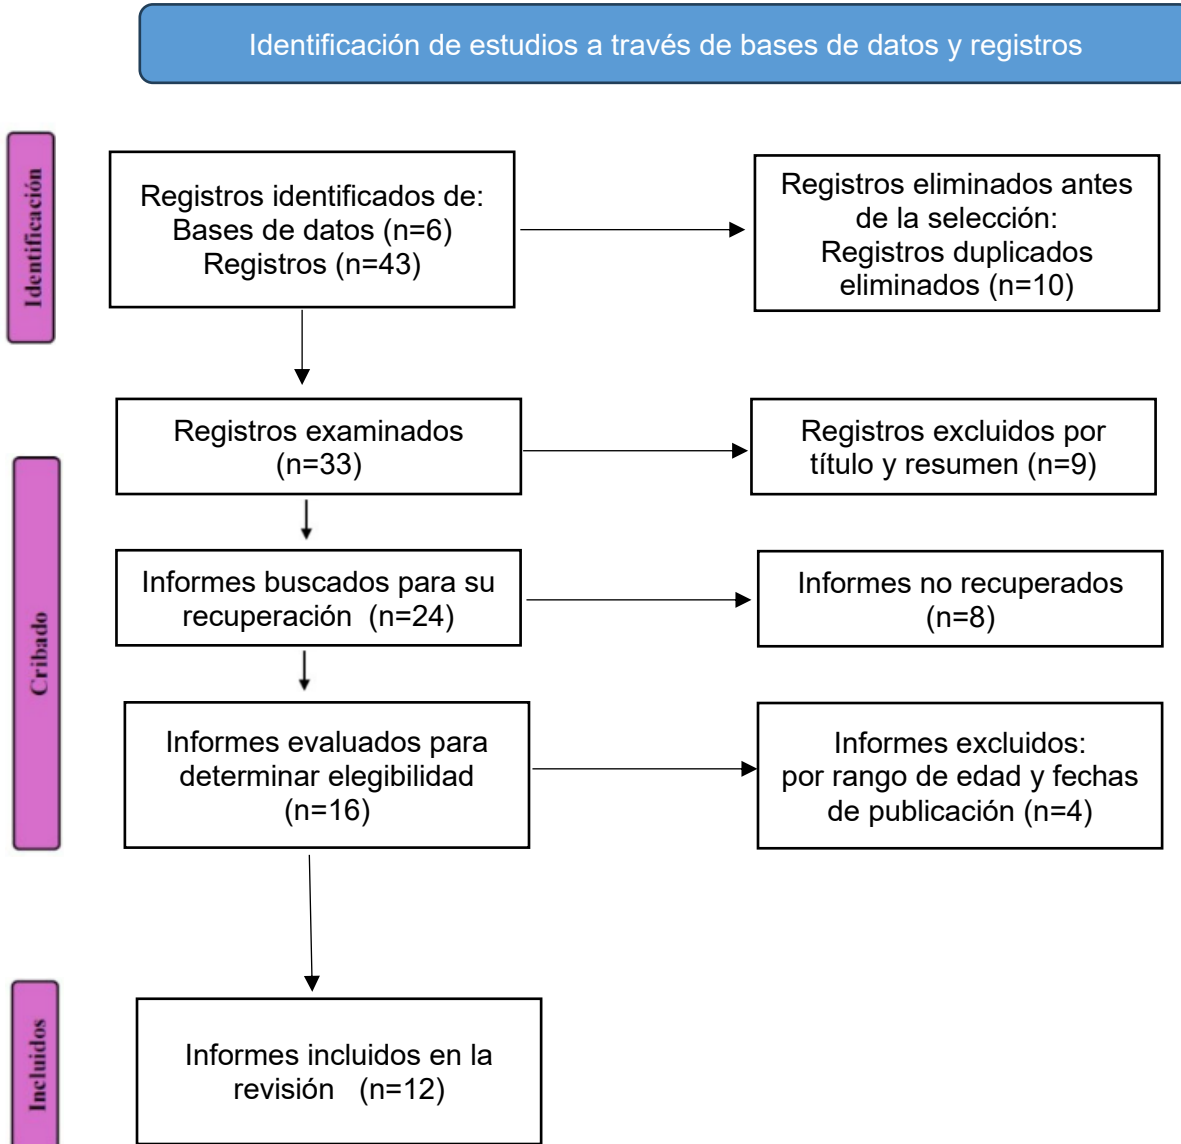 Identificación de estudios a través de bases de datos y registros
Identificación
Registros identificados de:
Bases de datos (n=6)
Registros (n=43)
Registros eliminados antes
de la selección:
Registros duplicados
eliminados (n=10)
Cribado
Registros examinados
(n=33)
Registros excluidos por
título y resumen (n=9)
Informes buscados para su
recuperación (n=24)
Informes no recuperados
(n=8)
Informes evaluados para
determinar elegibilidad
(n=16)
Informes excluidos:
por rango de edad y fechas
de publicación (n=4)
Incluidos
Informes incluidos en la
revisión (n=12)